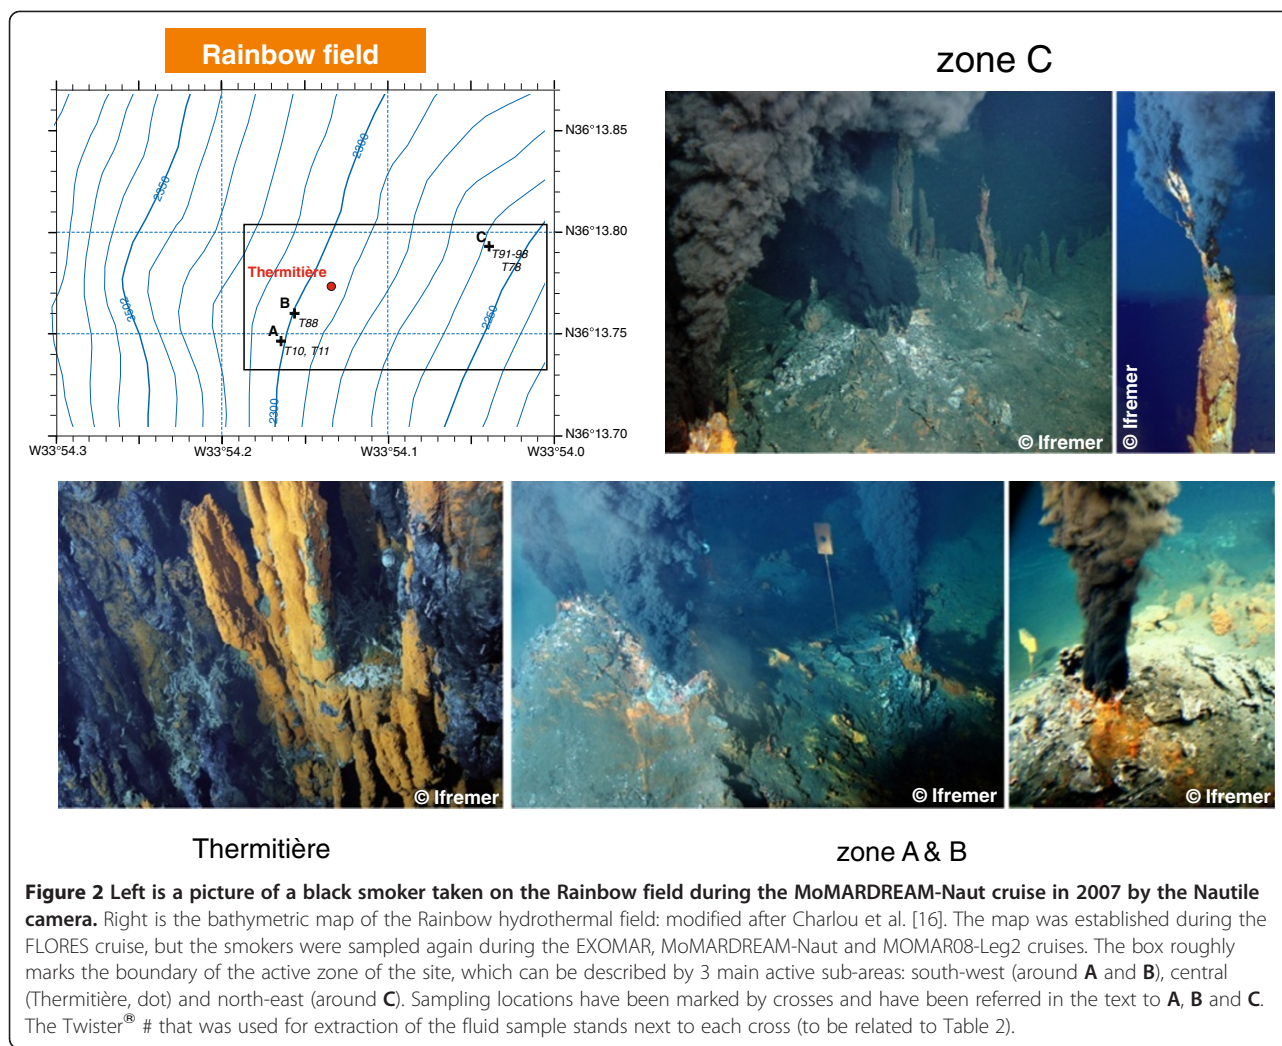 Rainbow field
zone C
N36°13.85
N36°13.80
N36°13.75
N36°13.70
W33°54.3
W33°54.2
W33°54.1
W33°54.0
2350
2300
C
T91-98
T78
Thermitière
B
T88
2502
2250
A
T10, T11
2300
© Ifremer
© Ifremer
© Ifremer
© Ifremer
© Ifremer
Thermitière
zone A & B
Figure 2 Left is a picture of a black smoker taken on the Rainbow field during the MoMARDREAM-Naut cruise in 2007 by the Nautile
camera. Right is the bathymetric map of the Rainbow hydrothermal field: modified after Charlou et al. [16]. The map was established during the
FLORES cruise, but the smokers were sampled again during the EXOMAR, MoMARDREAM-Naut and MOMAR08-Leg2 cruises. The box roughly
marks the boundary of the active zone of the site, which can be described by 3 main active sub-areas: south-west (around A and B), central
(Thermitière, dot) and north-east (around C). Sampling locations have been marked by crosses and have been referred in the text to A, B and C.
The Twister® # that was used for extraction of the fluid sample stands next to each cross (to be related to Table 2).